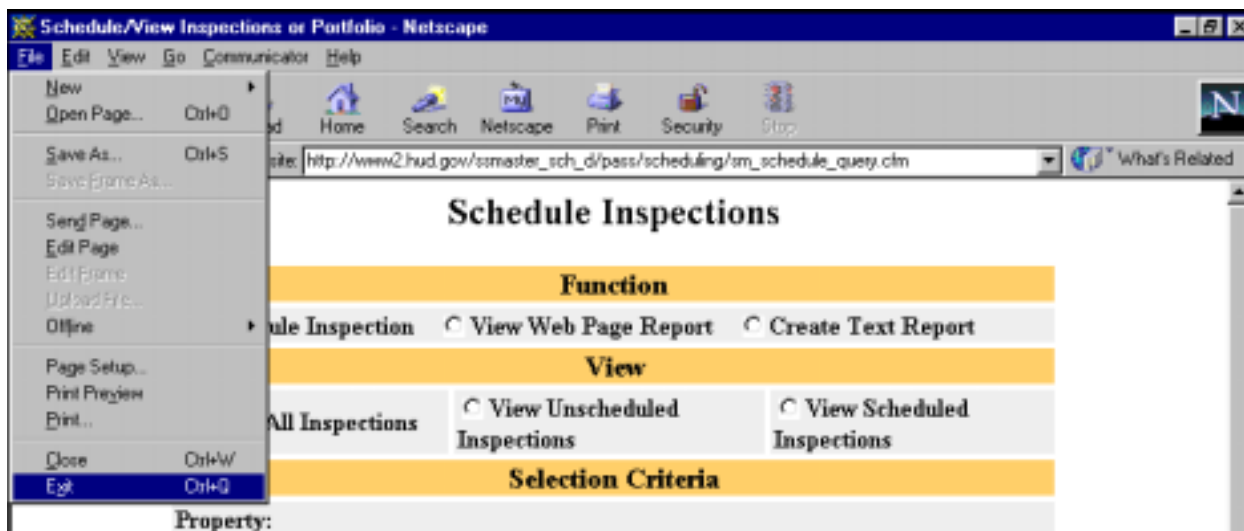 Schedule/View Inspections or Portfolio - Netscape
File Edit View Go Communicator Help
New
Open Page... Ctrl+O
Save As... Ctrl+S
Save Frame As...
Send Page...
Edit Page
Edit Frame
Upload File...
Offline
Page Setup...
Print Preview
Print...
Close Ctrl+W
Exit Ctrl+Q
ad Home Search Netscape Print Security Stop
My
N
site: http://www2.hud.gov/ssmaster_sch_d/pass/scheduling/sm_schedule_query.cfm What's Related
Schedule Inspections
Function
ule Inspection View Web Page Report Create Text Report
View
All Inspections View Unscheduled Inspections View Scheduled Inspections
Selection Criteria
Property: